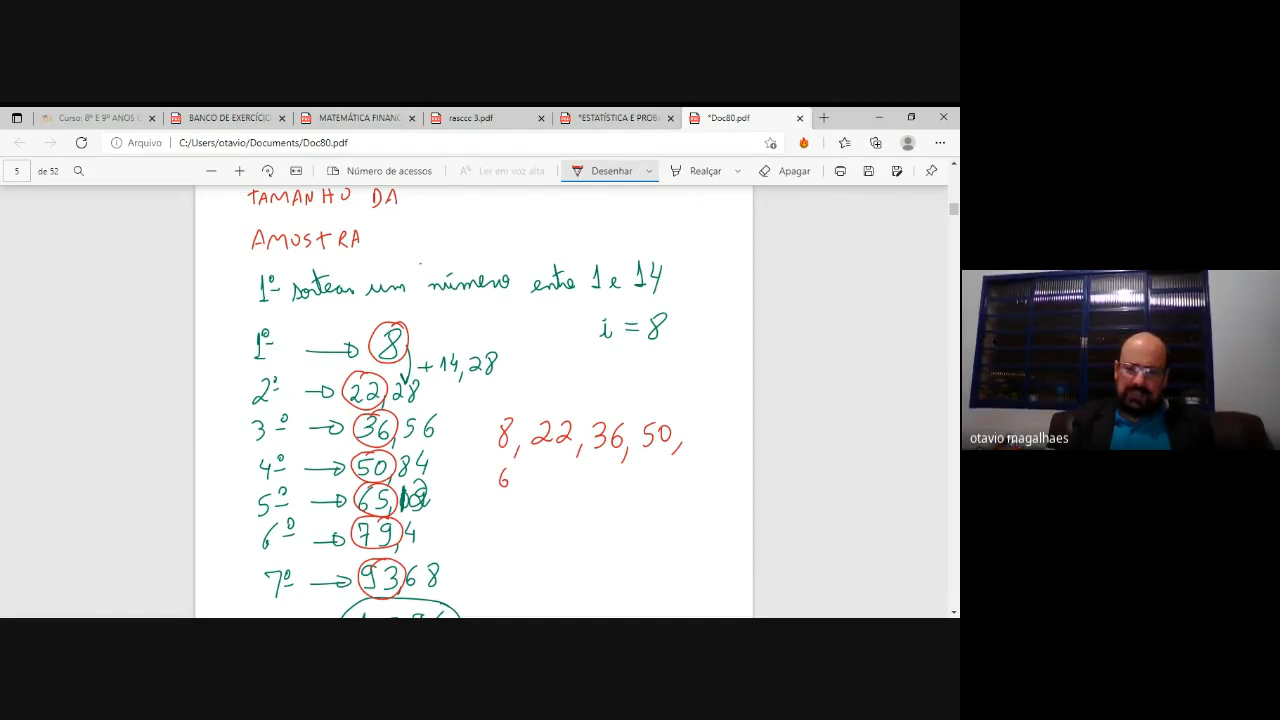 Curso: 8º E 9º ANOS
BANCO DE EXERCÍCIO
MATEMÁTICA FINANC
rasccc 3.pdf
*ESTATÍSTICA E PROBA
*Doc80.pdf
Arquivo
C:/Users/otavio/Documents/Doc80.pdf
5 de 52
Número de acessos
Ler em voz alta
Desenhar
Realçar
Apagar
TAMANHO DA
AMOSTRA
1º sortear um número entre 1 e 14
i = 8
1º → 8
+ 14,28
2º → 22,28
3º → 36,56
8, 22, 36, 50,
4º → 50,84
6
5º → 65,
6º → 79,4
7º → 93,68
otavio magalhaes